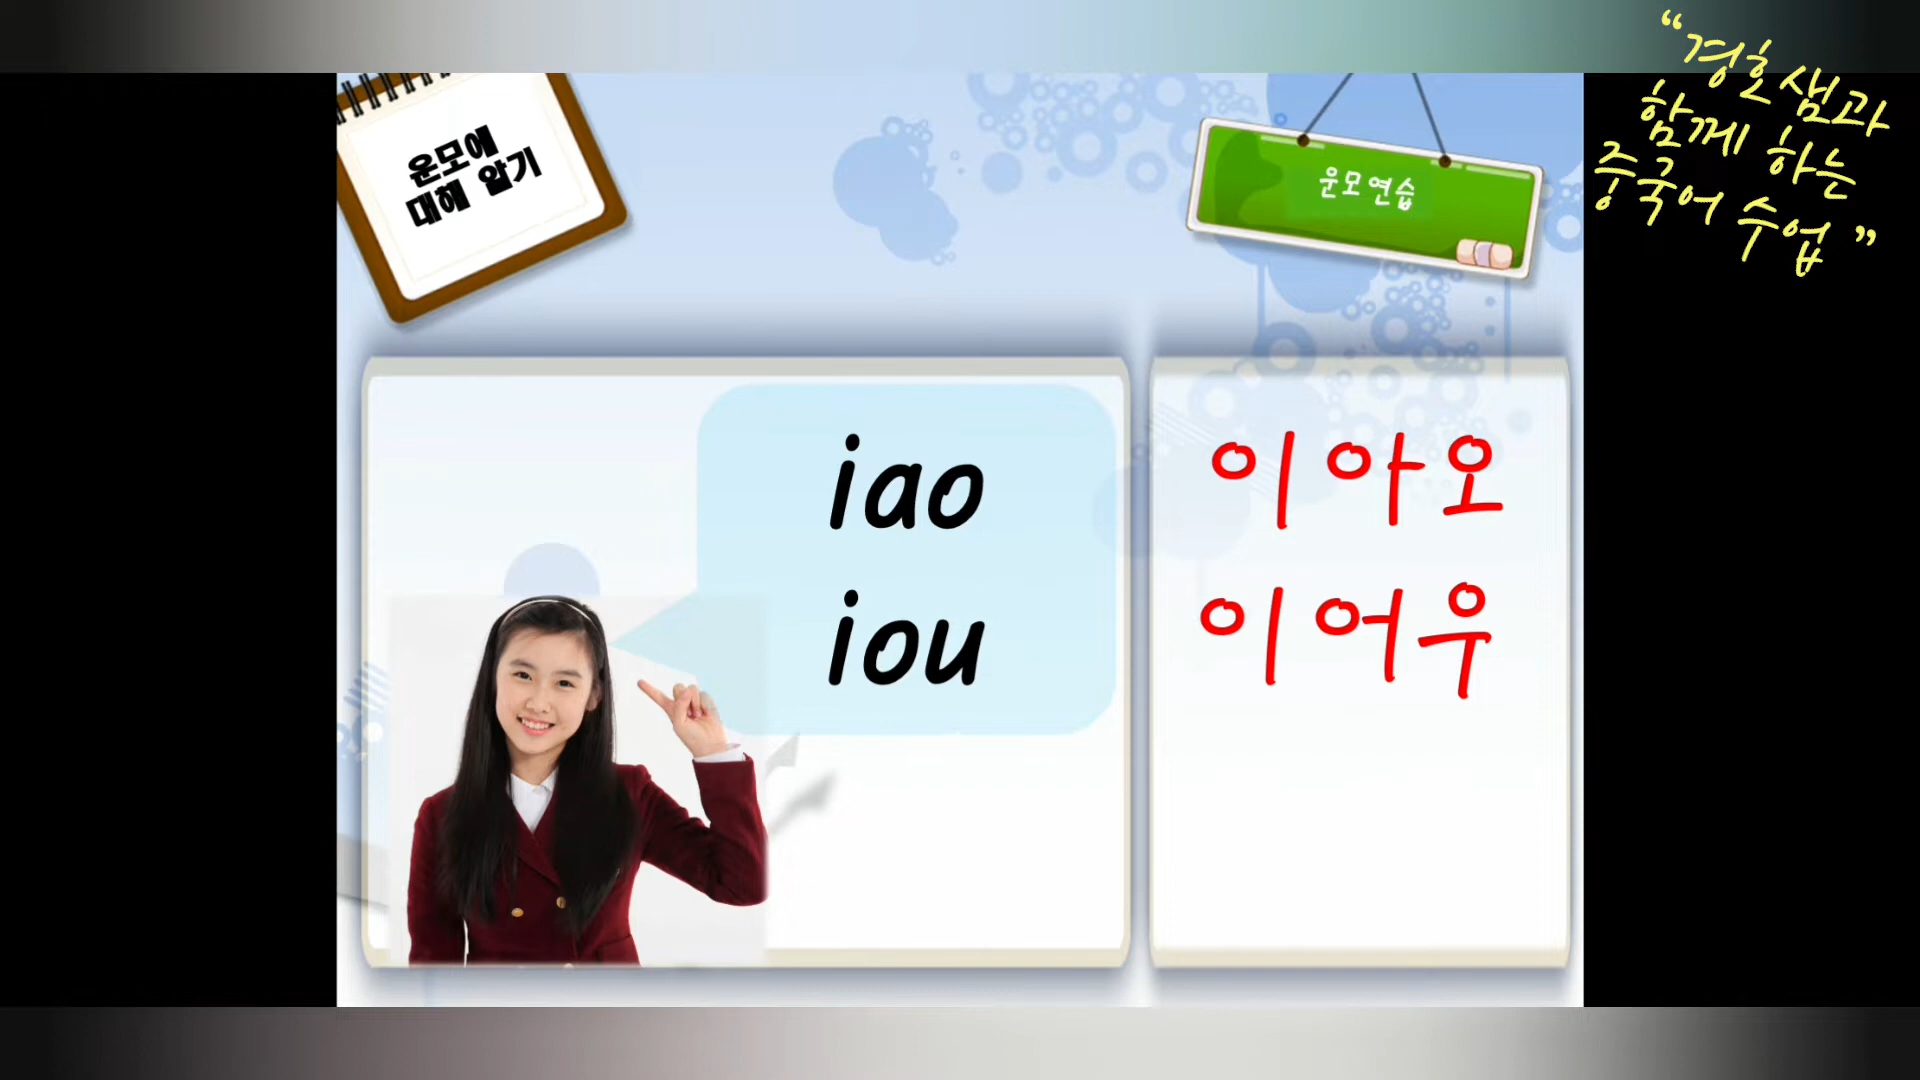 운모에
대해 알기
운모연습
"경호샘과
함께 하는
중국어 수업"
iao
iou
이아오
이어우